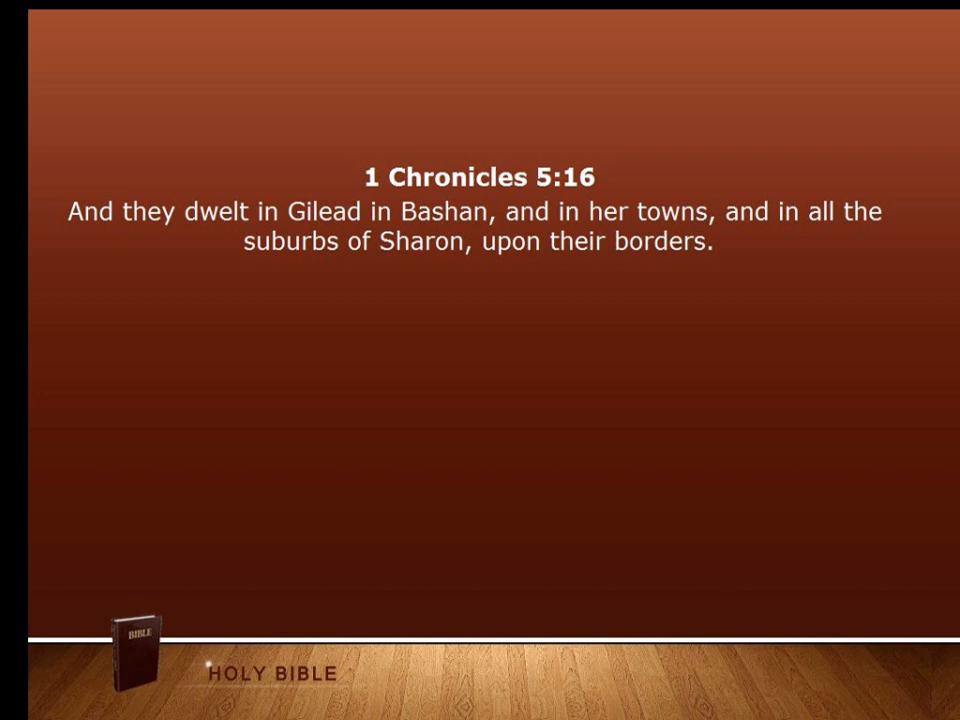 1 Chronicles 5:16
And they dwelt in Gilead in Bashan, and in her towns, and in all the
suburbs of Sharon, upon their borders.
BIBLE
HOLY BIBLE